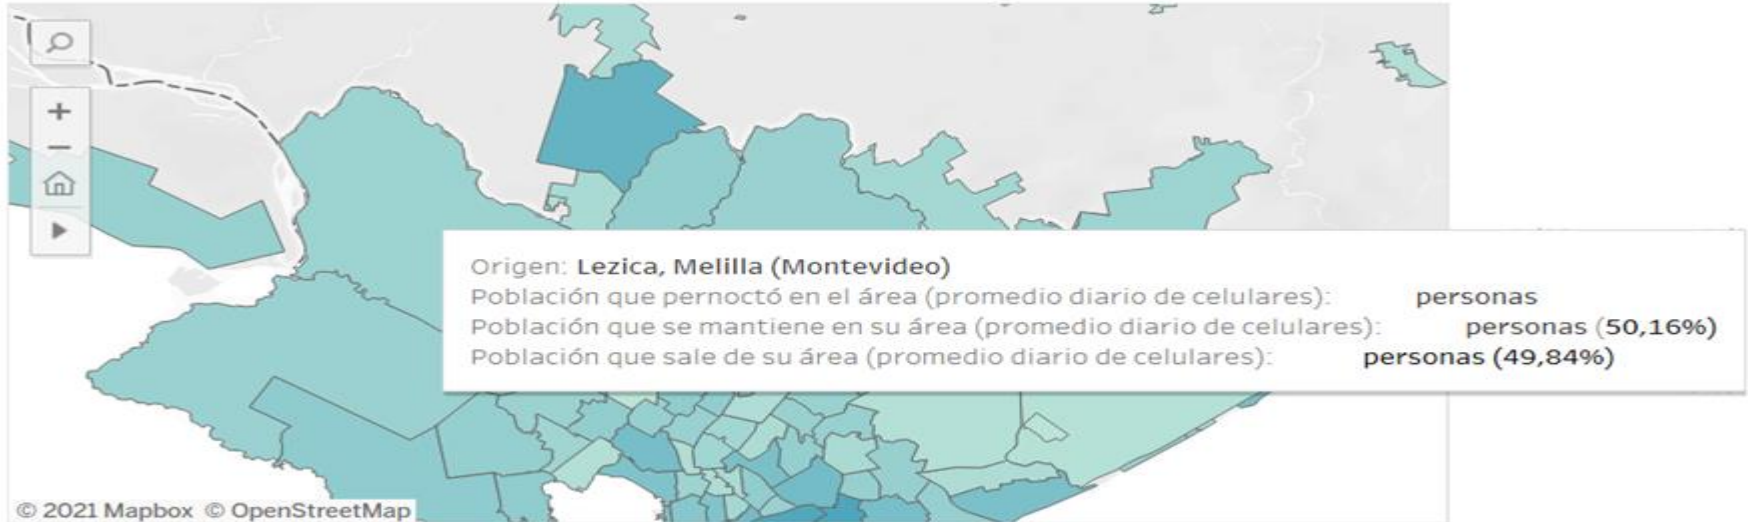 Origen: Lezica, Melilla (Montevideo)
Población que pernoctó en el área (promedio diario de celulares): personas
Población que se mantiene en su área (promedio diario de celulares): personas (50,16%)
Población que sale de su área (promedio diario de celulares): personas (49,84%)
© 2021 Mapbox © OpenStreetMap